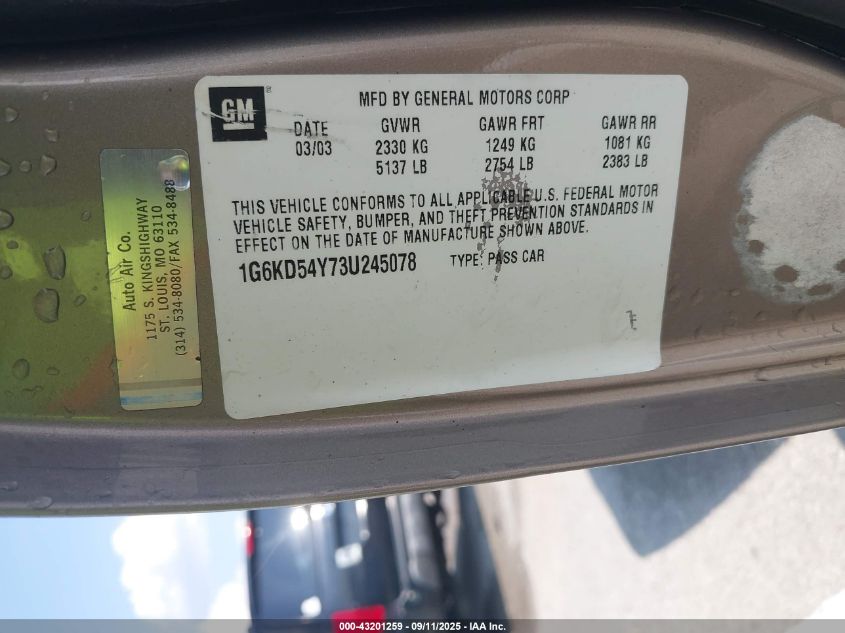 GM
MFD BY GENERAL MOTORS CORP
DATE GVWR GAWR FRT GAWR RR
03/03 2330 KG 1249 KG 1081 KG
5137 LB 2754 LB 2383 LB
THIS VEHICLE CONFORMS TO ALL APPLICABLE U.S. FEDERAL MOTOR
VEHICLE SAFETY, BUMPER, AND THEFT PREVENTION STANDARDS IN
EFFECT ON THE DATE OF MANUFACTURE SHOWN ABOVE.
1G6KD54Y73U245078 TYPE: PASS CAR
Auto Air Co.
1175 S. KINGSHIGHWAY
ST. LOUIS, MO 63110
(314) 534-8080/FAX 534-8488
000-43201259 - 09/11/2025 - IAA Inc.